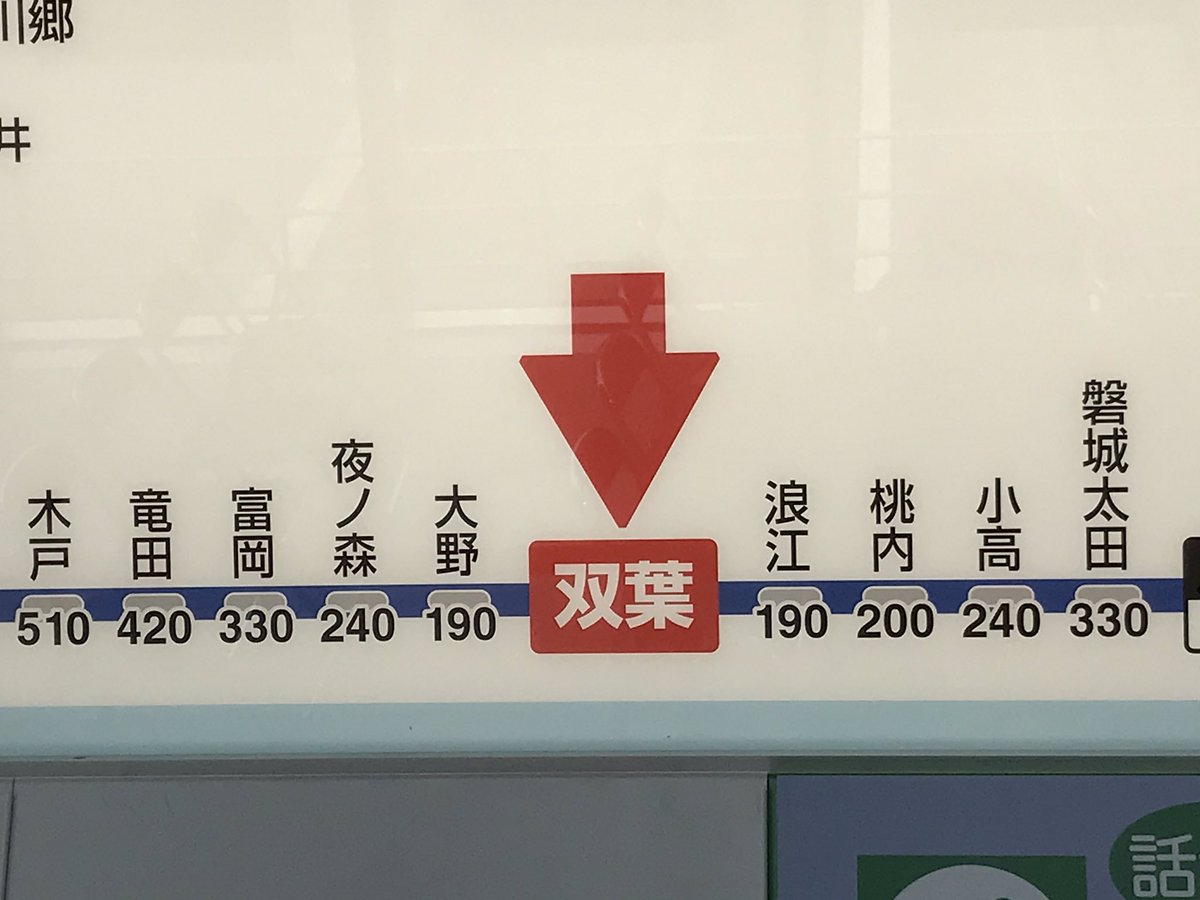 川郷
井
木戸
竜田
富岡
夜ノ森
大野
双葉
浪江
桃内
小高
磐城太田
510
420
330
240
190
190
200
240
330
話